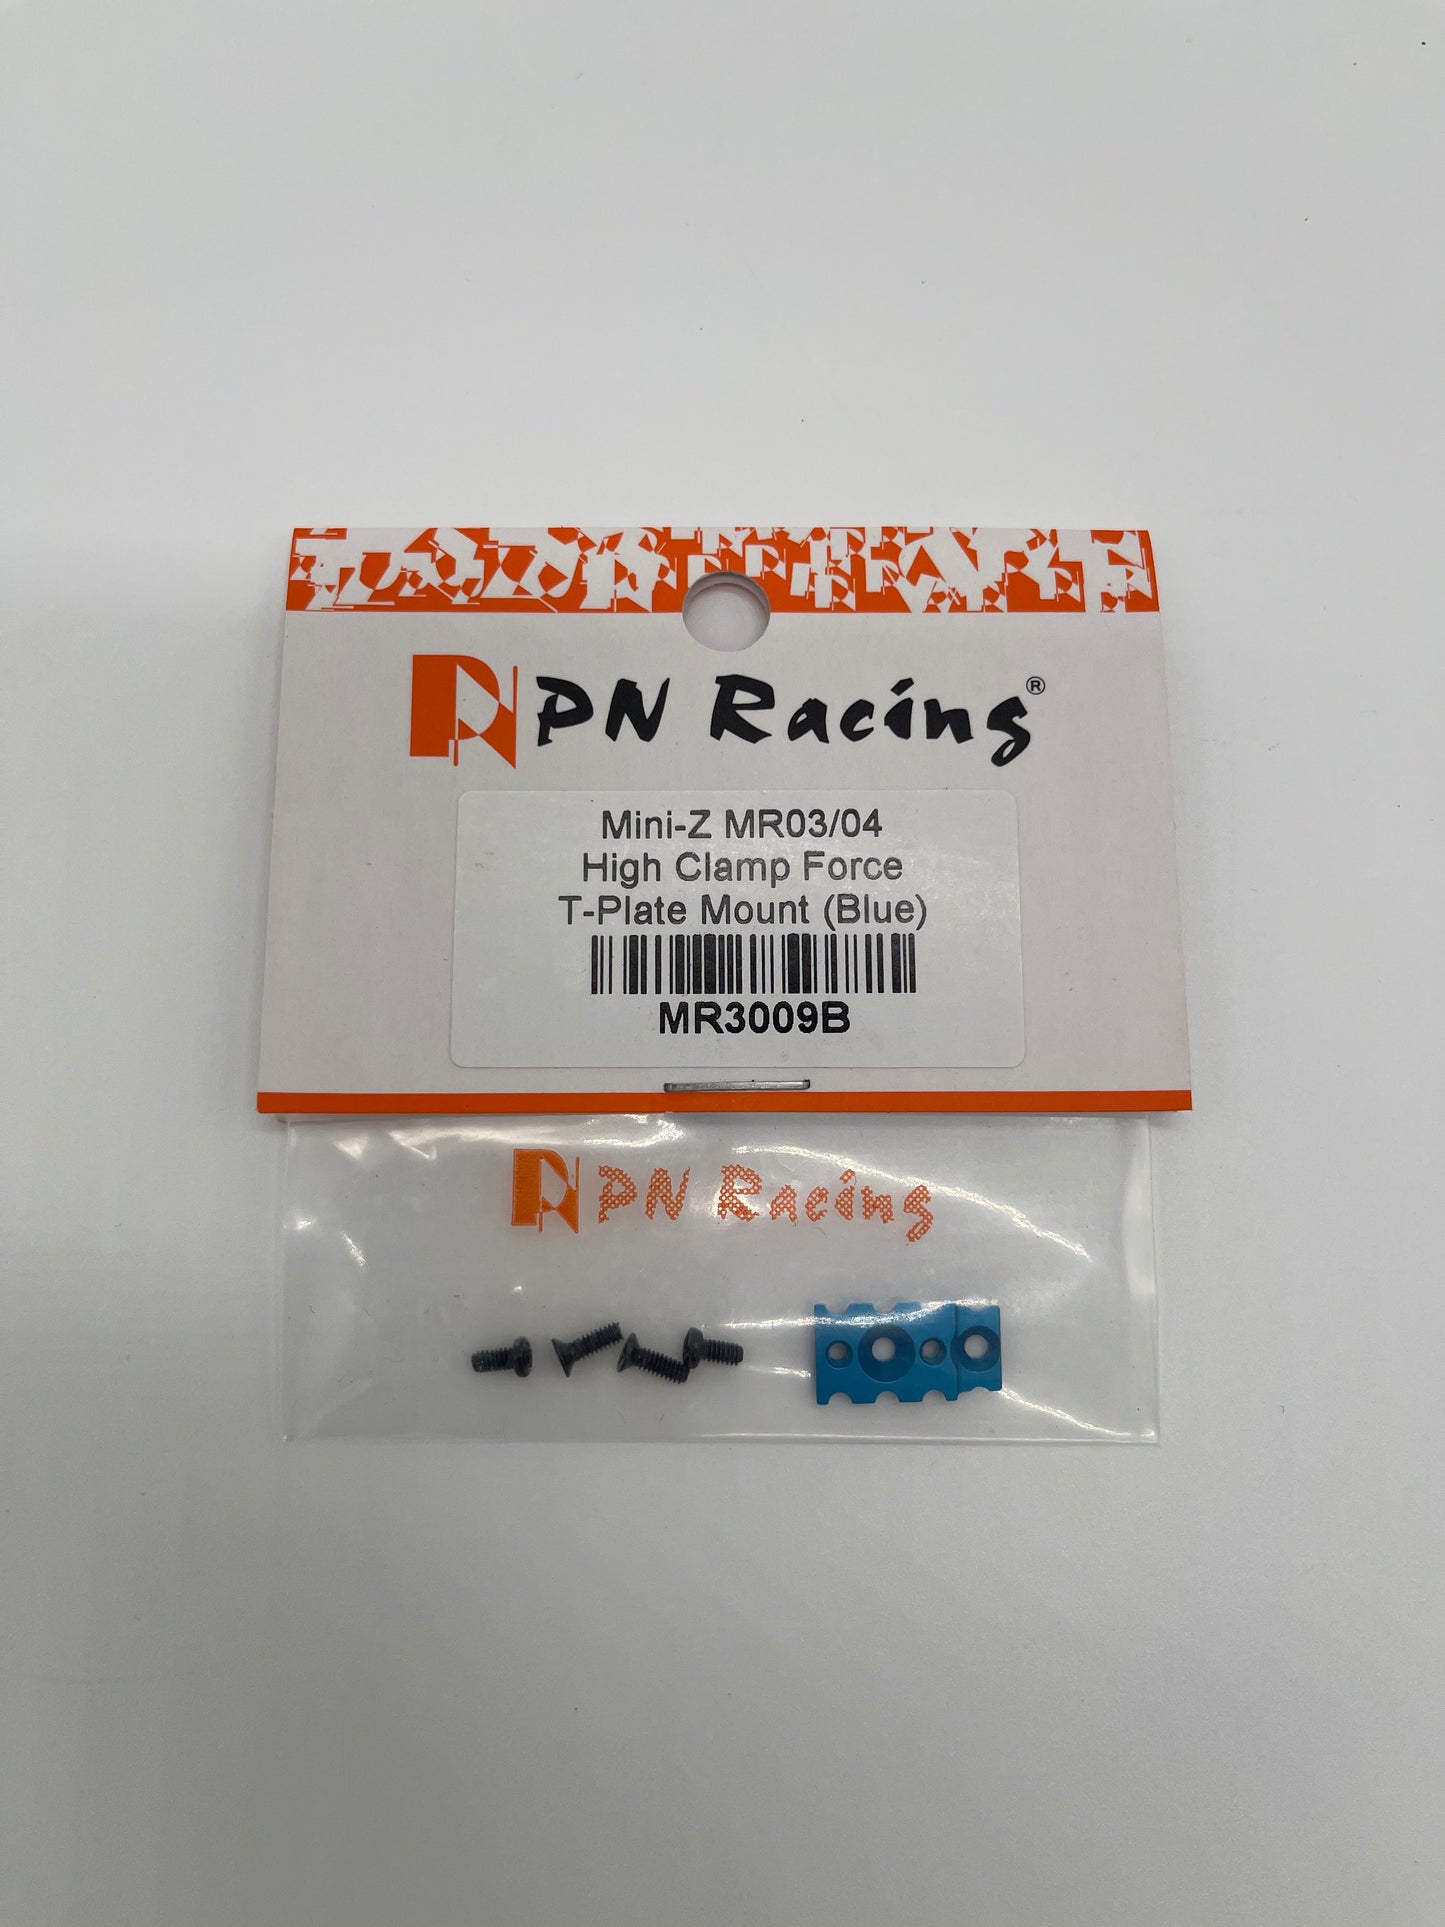 PN Racing®
Mini-Z MR03/04
High Clamp Force
T-Plate Mount (Blue)
MR3009B
PN Racing